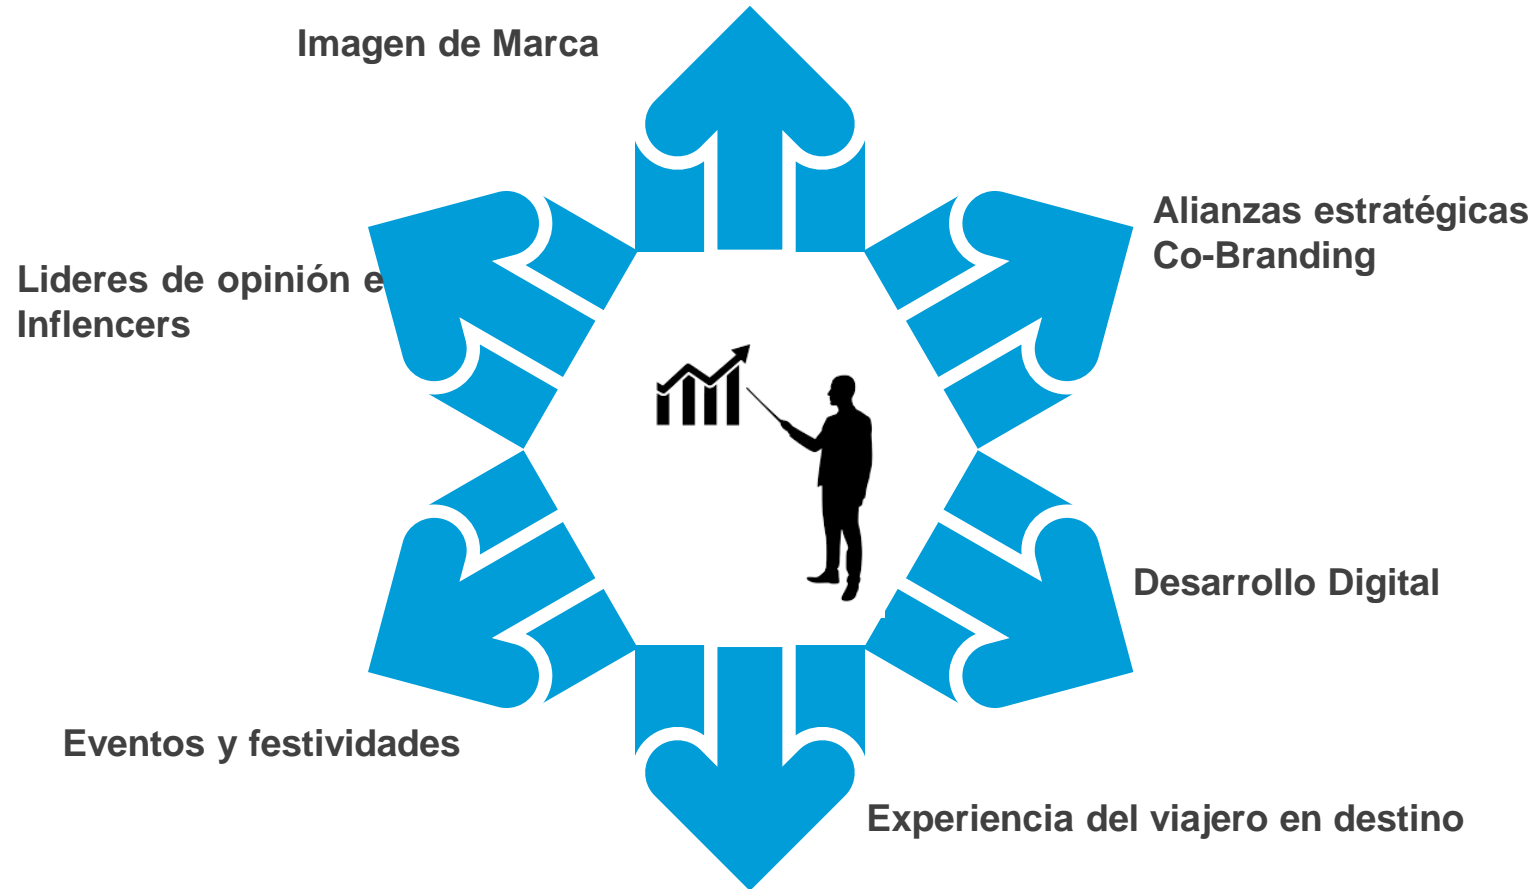 Imagen de Marca
Alianzas estratégicas
Co-Branding
Lideres de opinión e
Inflencers
Desarrollo Digital
Eventos y festividades
Experiencia del viajero en destino